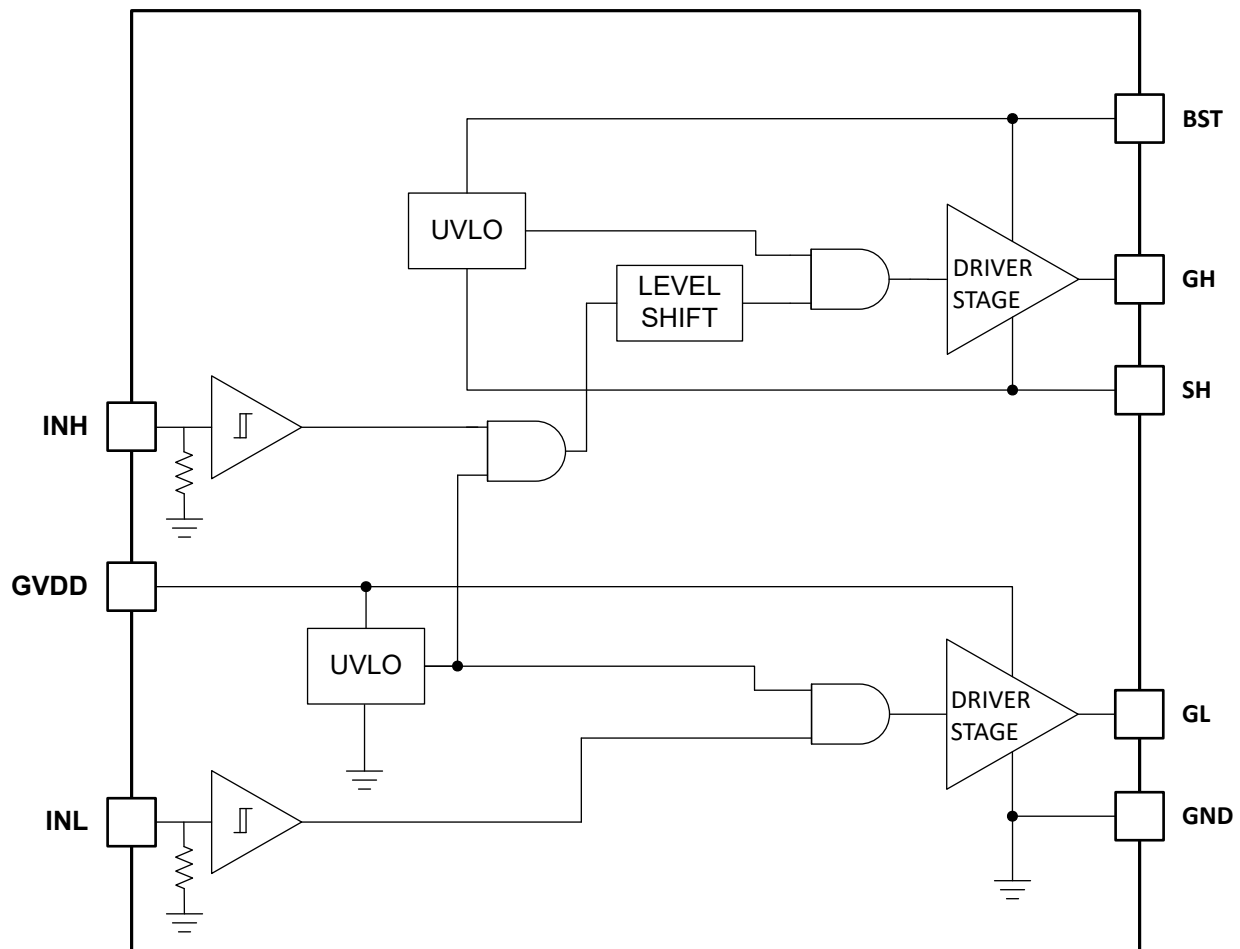 BST
UVLO
DRIVER
STAGE
GH
LEVEL
SHIFT
SH
INH
GVDD
UVLO
DRIVER
STAGE
GL
INL
GND